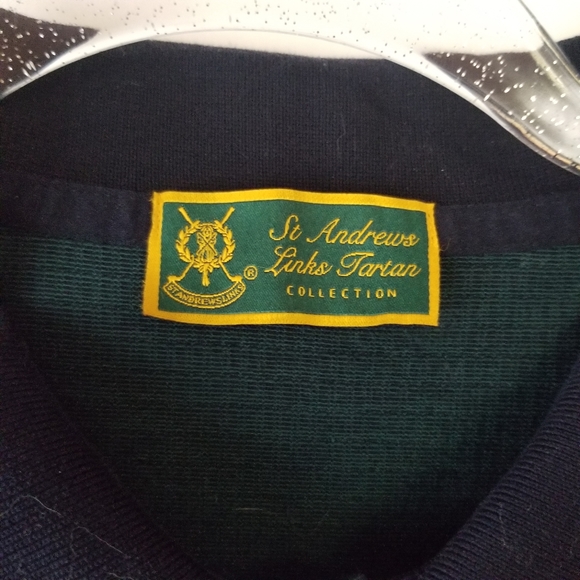 St Andrews
Links Tartan
COLLECTION
®
ST ANDREWS LINKS